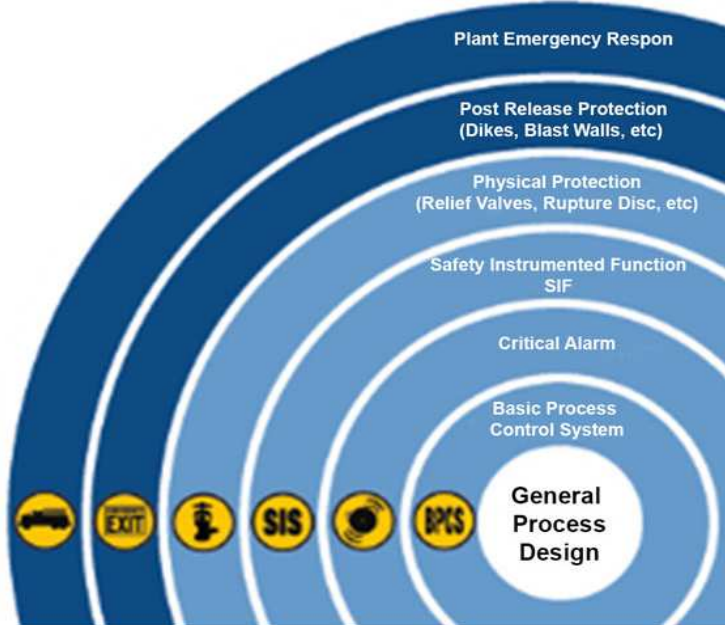 Plant Emergency Respon
Post Release Protection
(Dikes, Blast Walls, etc)
Physical Protection
(Relief Valves, Rupture Disc, etc)
Safety Instrumented Function
SIF
Critical Alarm
Basic Process
Control System
General
Process
Design
EXIT
SIS
BPCS